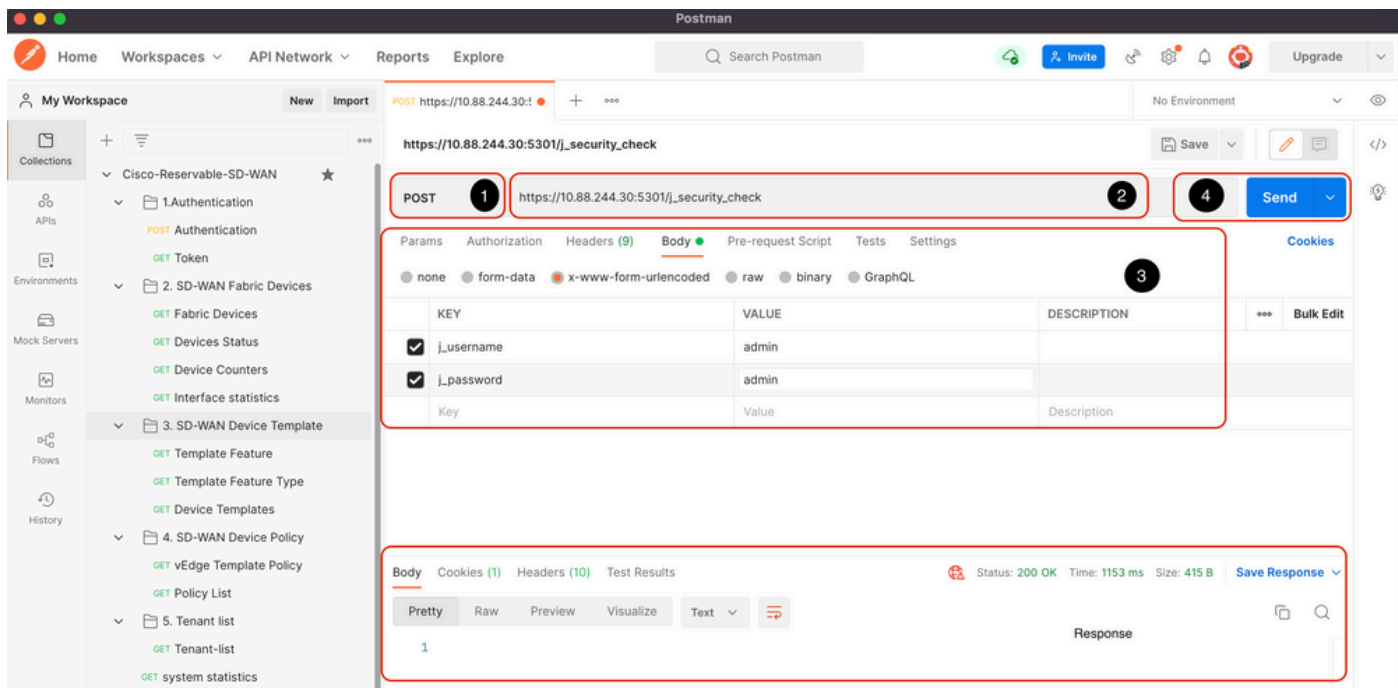 Postman
Home Workspaces API Network Reports Explore Search Postman Invite Upgrade
My Workspace New Import
POST https://10.88.244.30:! No Environment
Collections
APIs
Environments
Mock Servers
Monitors
Flows
History
Cisco-Reservable-SD-WAN
1.Authentication
POST Authentication
GET Token
2. SD-WAN Fabric Devices
GET Fabric Devices
GET Devices Status
GET Device Counters
GET Interface statistics
3. SD-WAN Device Template
GET Template Feature
GET Template Feature Type
GET Device Templates
4. SD-WAN Device Policy
GET vEdge Template Policy
GET Policy List
5. Tenant list
GET Tenant-list
GET system statistics
https://10.88.244.30:5301/j_security_check Save
POST 1 https://10.88.244.30:5301/j_security_check 2 4 Send
Params Authorization Headers (9) Body Pre-request Script Tests Settings Cookies
none form-data x-www-form-urlencoded raw binary GraphQL 3
KEY VALUE DESCRIPTION Bulk Edit
j_username admin
j_password admin
Key Value Description
Body Cookies (1) Headers (10) Test Results Status: 200 OK Time: 1153 ms Size: 415 B Save Response
Pretty Raw Preview Visualize Text
Response
1